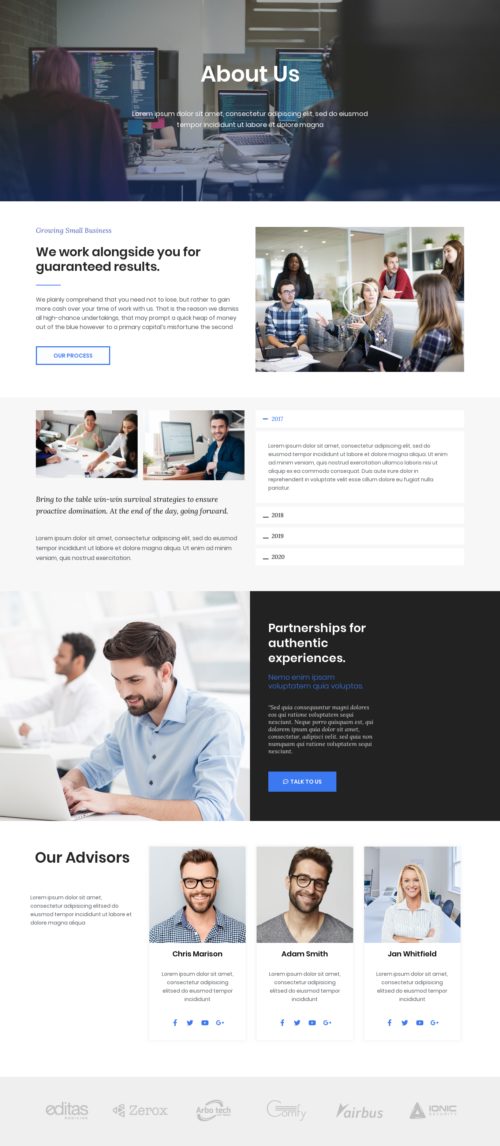 About Us
Lorem ipsum dolor sit amet, consectetur adipiscing elit, sed do eiusmod
tempor incididunt ut labore et dolore magna
Growing Small Business
We work alongside you for
guaranteed results.
We plainly comprehend that you need not to lose, but rather to gain
more cash over your time of work with us. That is the reason we dismiss
all high-chance undertakings, that may prompt a quick heap of money
out of the blue however to a primary capital's misfortune the second
OUR PROCESS
Bring to the table win-win survival strategies to ensure
proactive domination. At the end of the day, going forward.
Lorem ipsum dolor sit amet, consectetur adipisicing elit, sed do eiusmod
tempor incididunt ut labore et dolore magna aliqua. Ut enim ad minim
veniam, quis nostrud exercitation.
2017
Lorem ipsum dolor sit amet, consectetur adipiscing elit, sed do
eiusmod tempor incididunt ut labore et dolore magna aliqua. Ut enim
ad minim veniam, quis nostrud exercitation ullamco laboris nisi ut
aliquip ex ea commodo consequat. Duis aute irure dolor in
reprehenderit in voluptate velit esse cillum dolore eu fugiat nulla
pariatur.
2018
2019
2020
Partnerships for
authentic
experiences.
Nemo enim ipsam
voluptatem quia voluptas
"Sed quia consequuntur magni dolores
eos qui ratione voluptatem sequi
nesciunt. Neque porro quisquam est, qui
dolorem ipsum quia dolor sit amet,
consectetur, adipisci velit, sed quia non
numquam qui ratione voluptatem sequi
nesciunt.
TALK TO US
Our Advisors
Lorem ipsum dolor sit amet,
consectetur adipisicing elitsed do
eiusmod tempor incididunt ut labore et
dolore magna aliqua
Chris Marison
Lorem ipsum dolor sit amet,
consectetur adipisicing
elitsed do eiusmod tempor
incididunt
Adam Smith
Lorem ipsum dolor sit amet,
consectetur adipisicing
elitsed do eiusmod tempor
incididunt
Jan Whitfield
Lorem ipsum dolor sit amet,
consectetur adipisicing
elitsed do eiusmod tempor
incididunt
editas
Zerox
Arbo tech
Comfy
airbus
IONIC
SECURITY